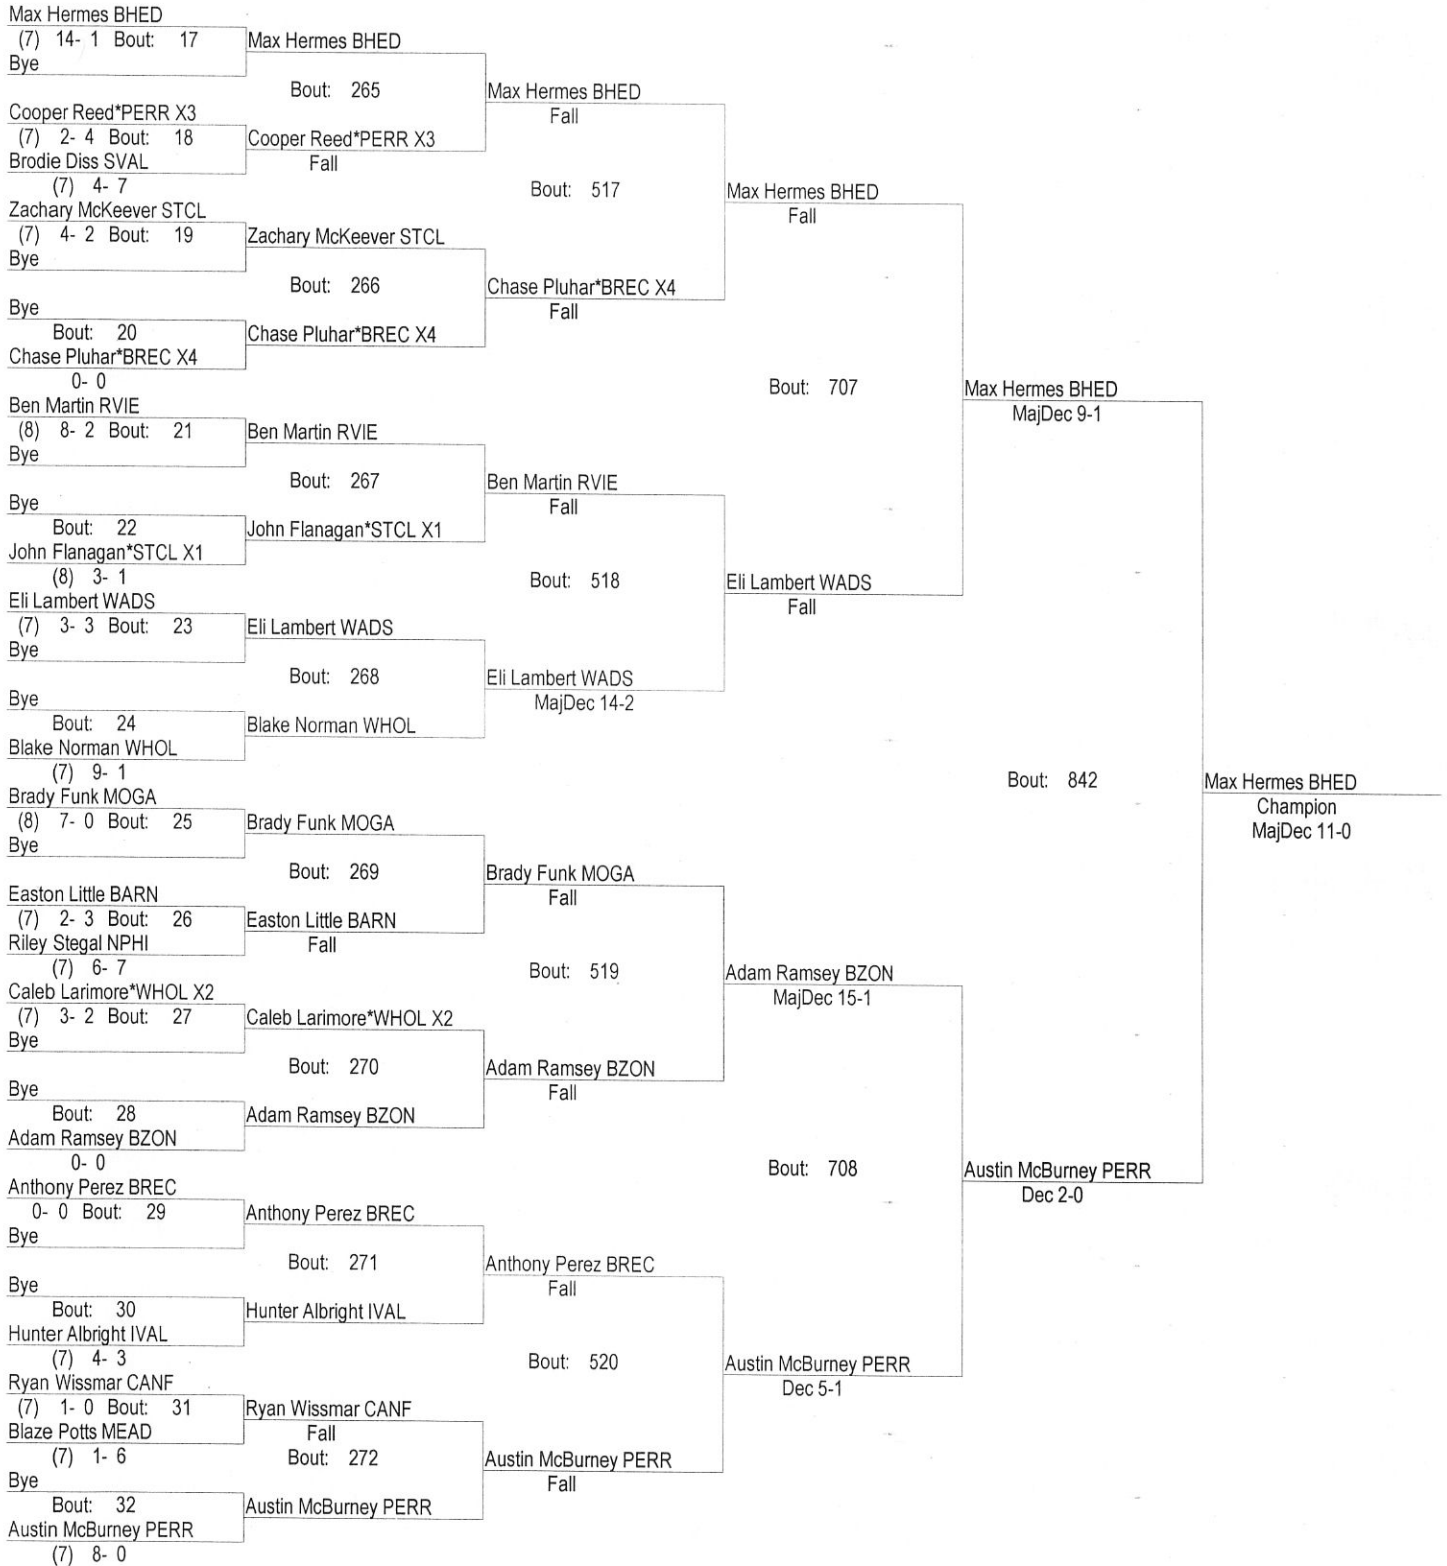 Max Hermes BHED
(7) 14- 1 Bout: 17
Bye
Cooper Reed*PERR X3
(7) 2- 4 Bout: 18
Brodie Diss SVAL
(7) 4- 7
Zachary McKeever STCL
(7) 4- 2 Bout: 19
Bye
Bye
Bout: 20
Chase Pluhar*BREC X4
0- 0
Ben Martin RVIE
(8) 8- 2 Bout: 21
Bye
Bye
Bout: 22
John Flanagan*STCL X1
(8) 3- 1
Eli Lambert WADS
(7) 3- 3 Bout: 23
Bye
Bye
Bout: 24
Blake Norman WHOL
(7) 9- 1
Brady Funk MOGA
(8) 7- 0 Bout: 25
Bye
Easton Little BARN
(7) 2- 3 Bout: 26
Riley Stegal NPHI
(7) 6- 7
Caleb Larimore*WHOL X2
(7) 3- 2 Bout: 27
Bye
Bye
Bout: 28
Adam Ramsey BZON
0- 0
Anthony Perez BREC
0- 0 Bout: 29
Bye
Bye
Bout: 30
Hunter Albright IVAL
(7) 4- 3
Ryan Wissmar CANF
(7) 1- 0 Bout: 31
Blaze Potts MEAD
(7) 1- 6
Bye
Bout: 32
Austin McBurney PERR
(7) 8- 0
Max Hermes BHED
Bout: 265
Cooper Reed*PERR X3
Fall
Zachary McKeever STCL
Bout: 266
Chase Pluhar*BREC X4
Ben Martin RVIE
Bout: 267
John Flanagan*STCL X1
Eli Lambert WADS
Bout: 268
Blake Norman WHOL
Brady Funk MOGA
Bout: 269
Easton Little BARN
Fall
Caleb Larimore*WHOL X2
Bout: 270
Adam Ramsey BZON
Anthony Perez BREC
Bout: 271
Hunter Albright IVAL
Ryan Wissmar CANF
Fall
Bout: 272
Austin McBurney PERR
Max Hermes BHED
Fall
Bout: 517
Chase Pluhar*BREC X4
Fall
Ben Martin RVIE
Fall
Bout: 518
Eli Lambert WADS
MajDec 14-2
Brady Funk MOGA
Fall
Bout: 519
Adam Ramsey BZON
Fall
Anthony Perez BREC
Fall
Bout: 520
Austin McBurney PERR
Fall
Max Hermes BHED
Fall
Bout: 707
Eli Lambert WADS
Fall
Adam Ramsey BZON
MajDec 15-1
Bout: 708
Austin McBurney PERR
Dec 5-1
Max Hermes BHED
MajDec 9-1
Bout: 842
Austin McBurney PERR
Dec 2-0
Max Hermes BHED
Champion
MajDec 11-0